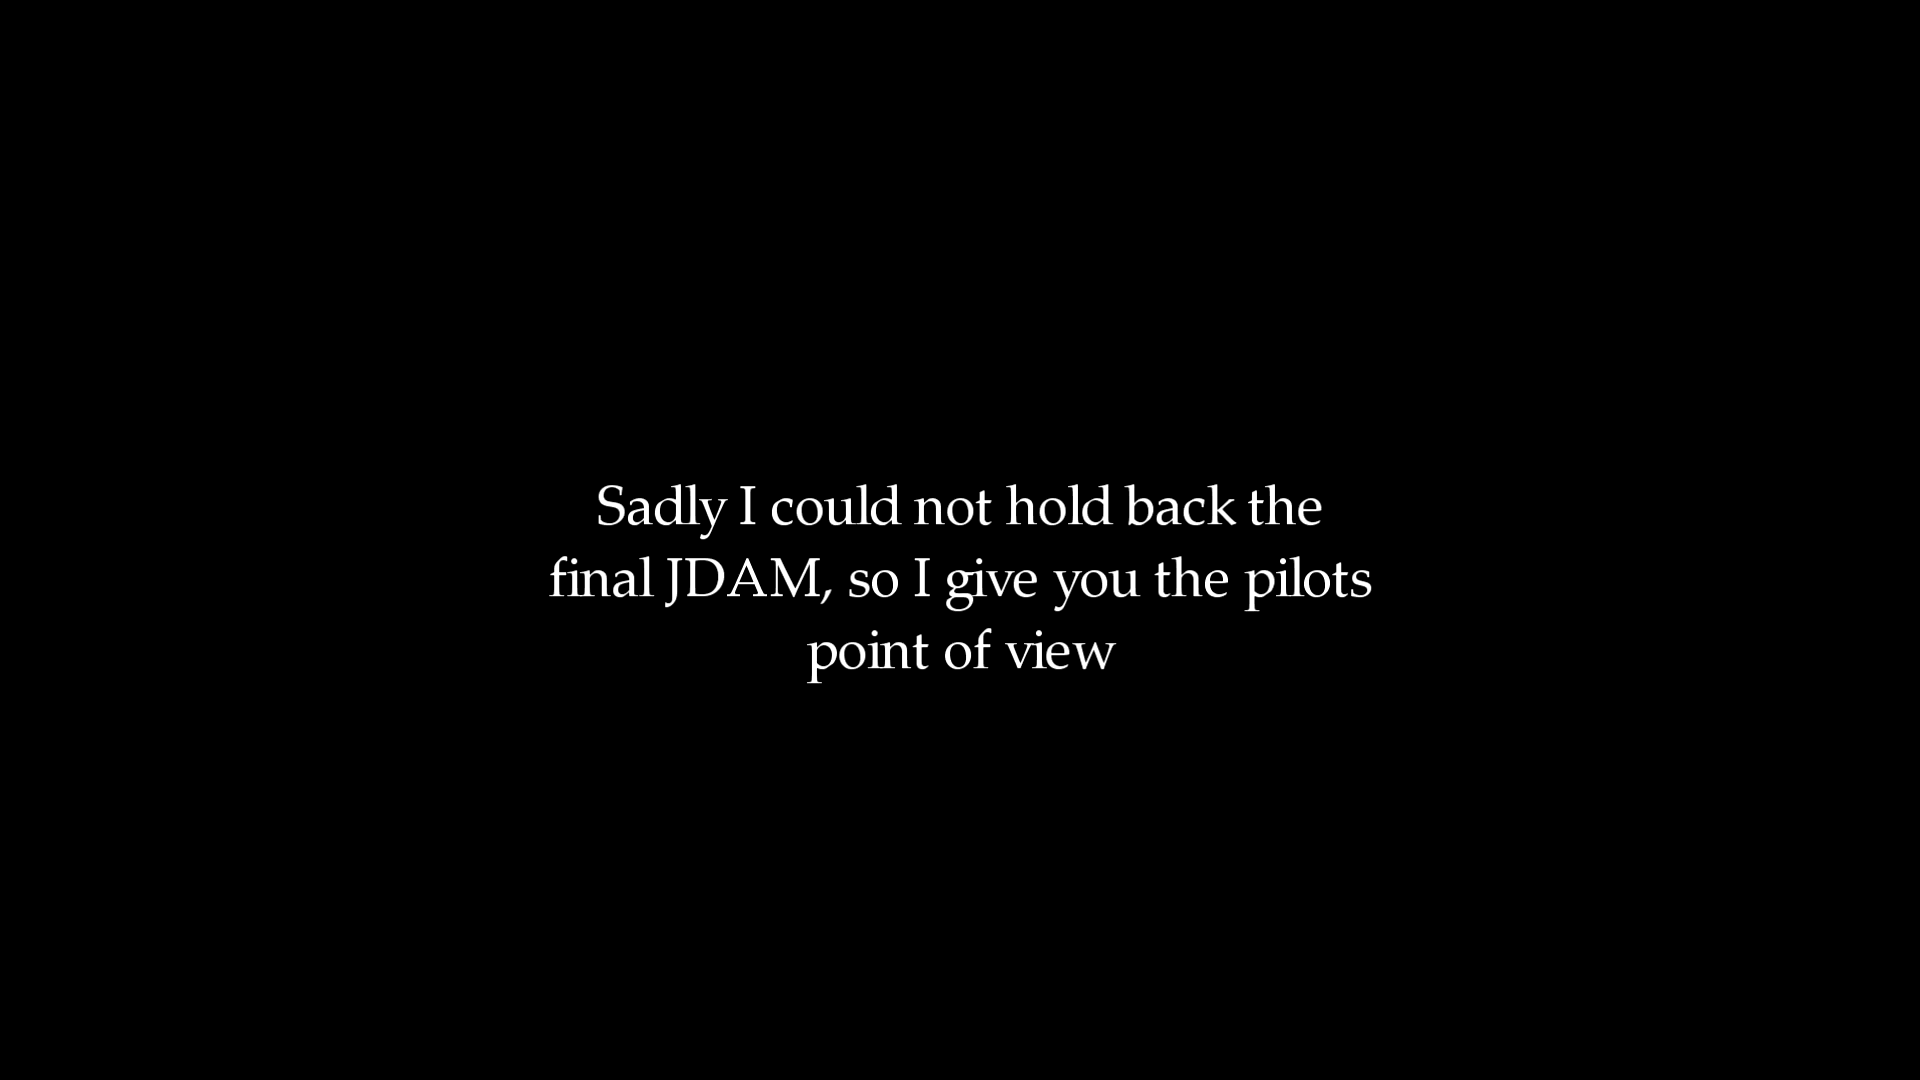 Sadly I could not hold back the
final JDAM, so I give you the pilots
point of view